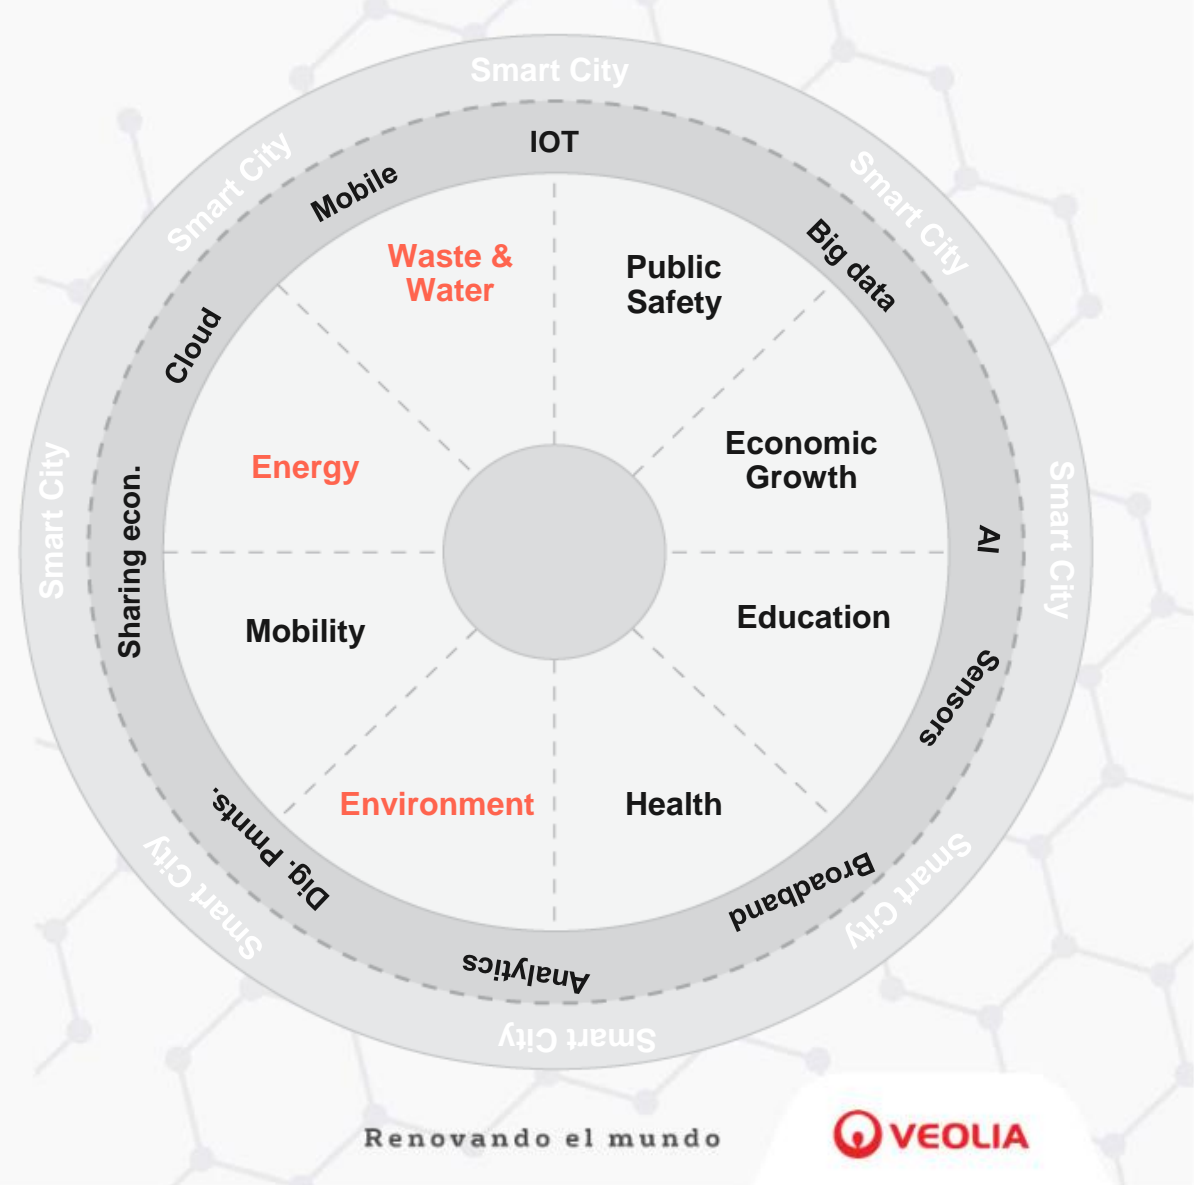 Smart City
Smart City
Smart City
Smart City
Smart City
Smart City
Smart City
Smart City
IOT
Big data
AI
Sensors
Broadband
Analytics
Dig. Pmnts.
Sharing econ.
Cloud
Mobile
Waste &
Water
Public
Safety
Economic
Growth
Education
Health
Environment
Mobility
Energy
Renovando el mundo
VEOLIA